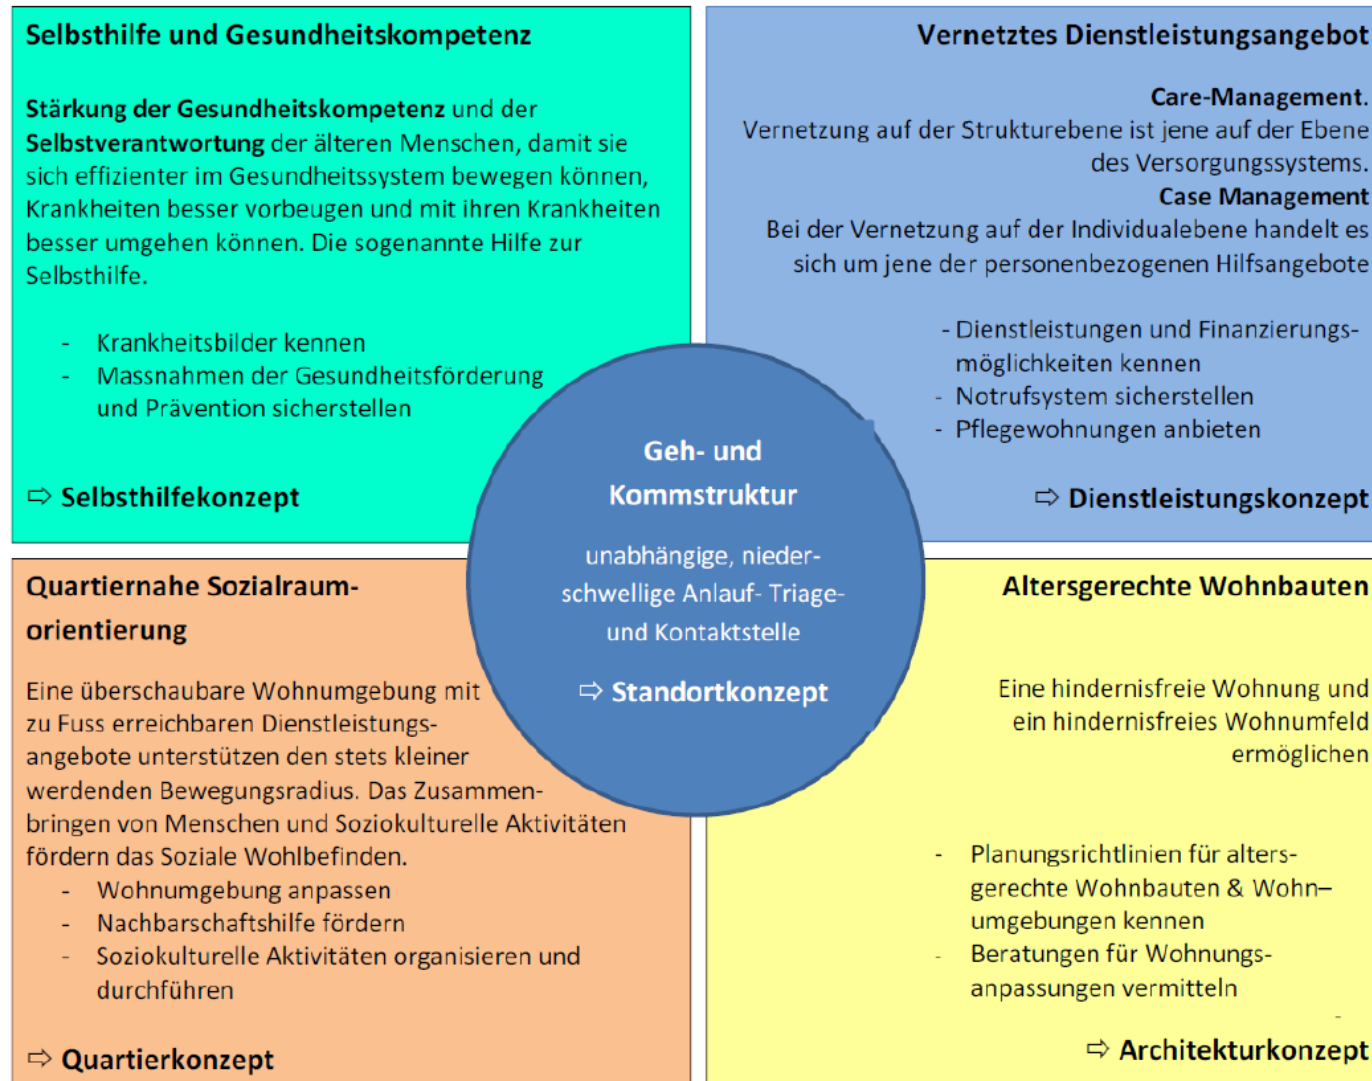 Selbsthilfe und Gesundheitskompetenz
Stärkung der Gesundheitskompetenz und der
Selbstverantwortung der älteren Menschen, damit sie
sich effizienter im Gesundheitssystem bewegen können,
Krankheiten besser vorbeugen und mit ihren Krankheiten
besser umgehen können. Die sogenannte Hilfe zur
Selbsthilfe.
- Krankheitsbilder kennen
- Massnahmen der Gesundheitsförderung
und Prävention sicherstellen
⇨ Selbsthilfekonzept
Vernetztes Dienstleistungsangebot
Care-Management.
Vernetzung auf der Strukturebene ist jene auf der Ebene
des Versorgungssystems.
Case Management
Bei der Vernetzung auf der Individualebene handelt es
sich um jene der personenbezogenen Hilfsangebote
- Dienstleistungen und Finanzierungs-
möglichkeiten kennen
- Notrufsystem sicherstellen
- Pflegewohnungen anbieten
⇨ Dienstleistungskonzept
Geh- und
Kommstruktur
unabhängige, nieder-
schwellige Anlauf- Triage-
und Kontaktstelle
⇨ Standortkonzept
Quartiernahe Sozialraum-
orientierung
Eine überschaubare Wohnumgebung mit
zu Fuss erreichbaren Dienstleistungs-
angebote unterstützen den stets kleiner
werdenden Bewegungsradius. Das Zusammen-
bringen von Menschen und Soziokulturelle Aktivitäten
fördern das Soziale Wohlbefinden.
- Wohnumgebung anpassen
- Nachbarschaftshilfe fördern
- Soziokulturelle Aktivitäten organisieren und
durchführen
⇨ Quartierkonzept
Altersgerechte Wohnbauten
Eine hindernisfreie Wohnung und
ein hindernisfreies Wohnumfeld
ermöglichen
- Planungsrichtlinien für alters-
gerechte Wohnbauten & Wohn–
umgebungen kennen
- Beratungen für Wohnungs-
anpassungen vermitteln
-
⇨ Architekturkonzept